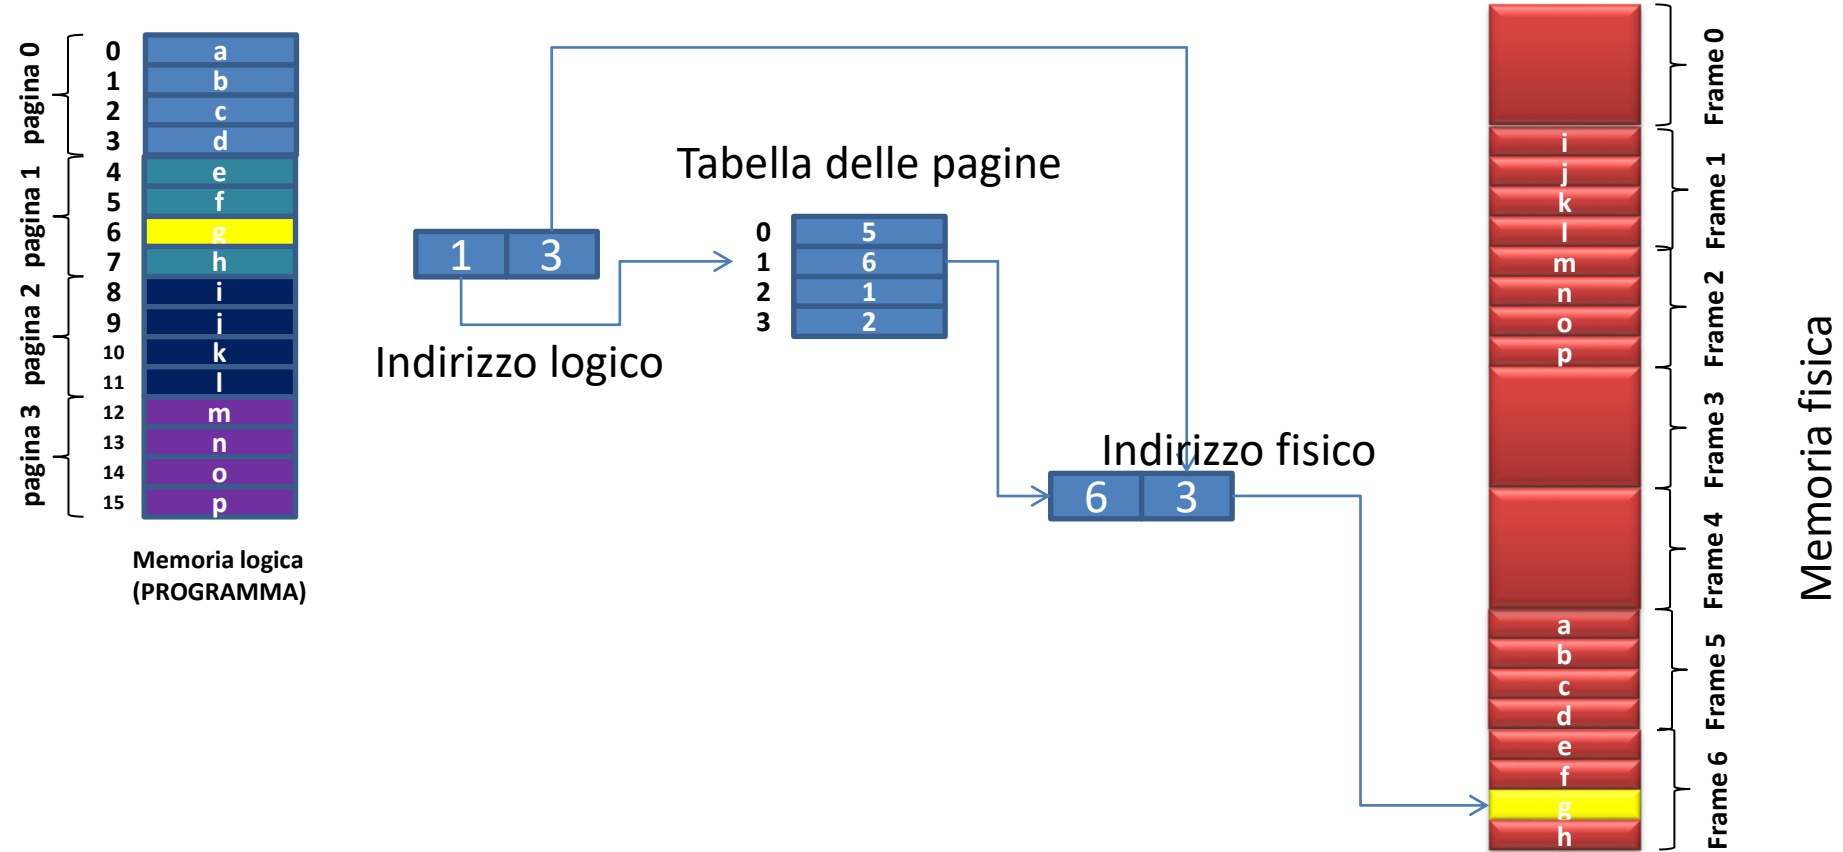 pagina 0
pagina 1
pagina 2
pagina 3
0 a
1 b
2 c
3 d
4 e
5 f
6 g
7 h
8 i
9 j
10 k
11 l
12 m
13 n
14 o
15 p
Memoria logica
(PROGRAMMA)
1 3
Indirizzo logico
Tabella delle pagine
0 5
1 6
2 1
3 2
Indirizzo fisico
6 3
i
j
k
l
m
n
o
p
a
b
c
d
e
f
g
h
Frame 0
Frame 1
Frame 2
Frame 3
Frame 4
Frame 5
Frame 6
Memoria fisica